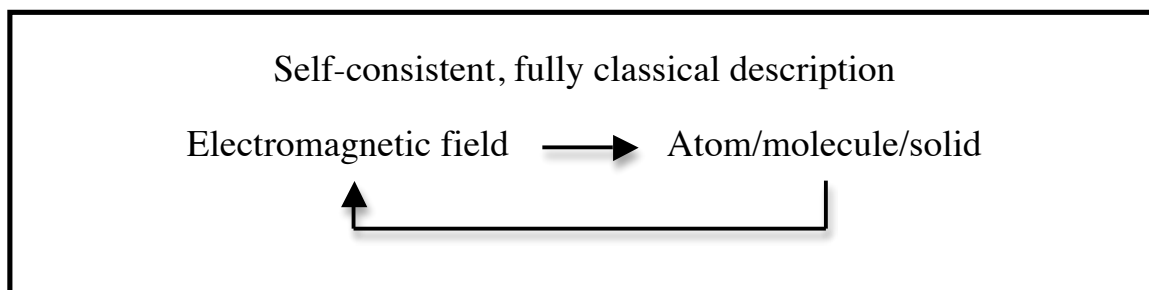 Self-consistent, fully classical description
Electromagnetic field Atom/molecule/solid